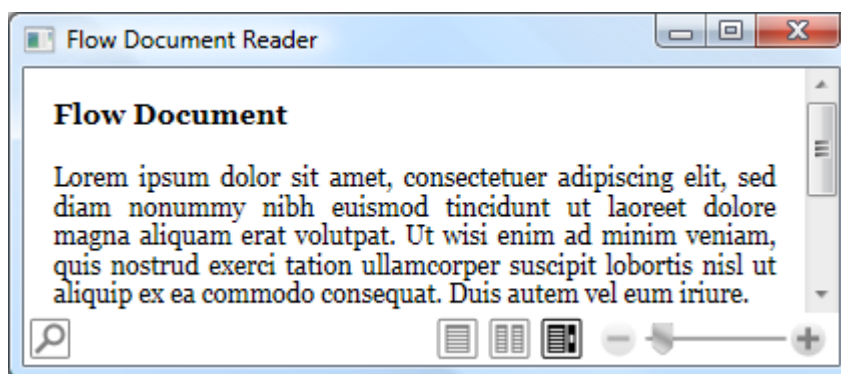 Flow Document Reader
Flow Document
Lorem ipsum dolor sit amet, consectetuer adipiscing elit, sed
diam nonummy nibh euismod tincidunt ut laoreet dolore
magna aliquam erat volutpat. Ut wisi enim ad minim veniam,
quis nostrud exerci tation ullamcorper suscipit lobortis nisl ut
aliquip ex ea commodo consequat. Duis autem vel eum iriure.